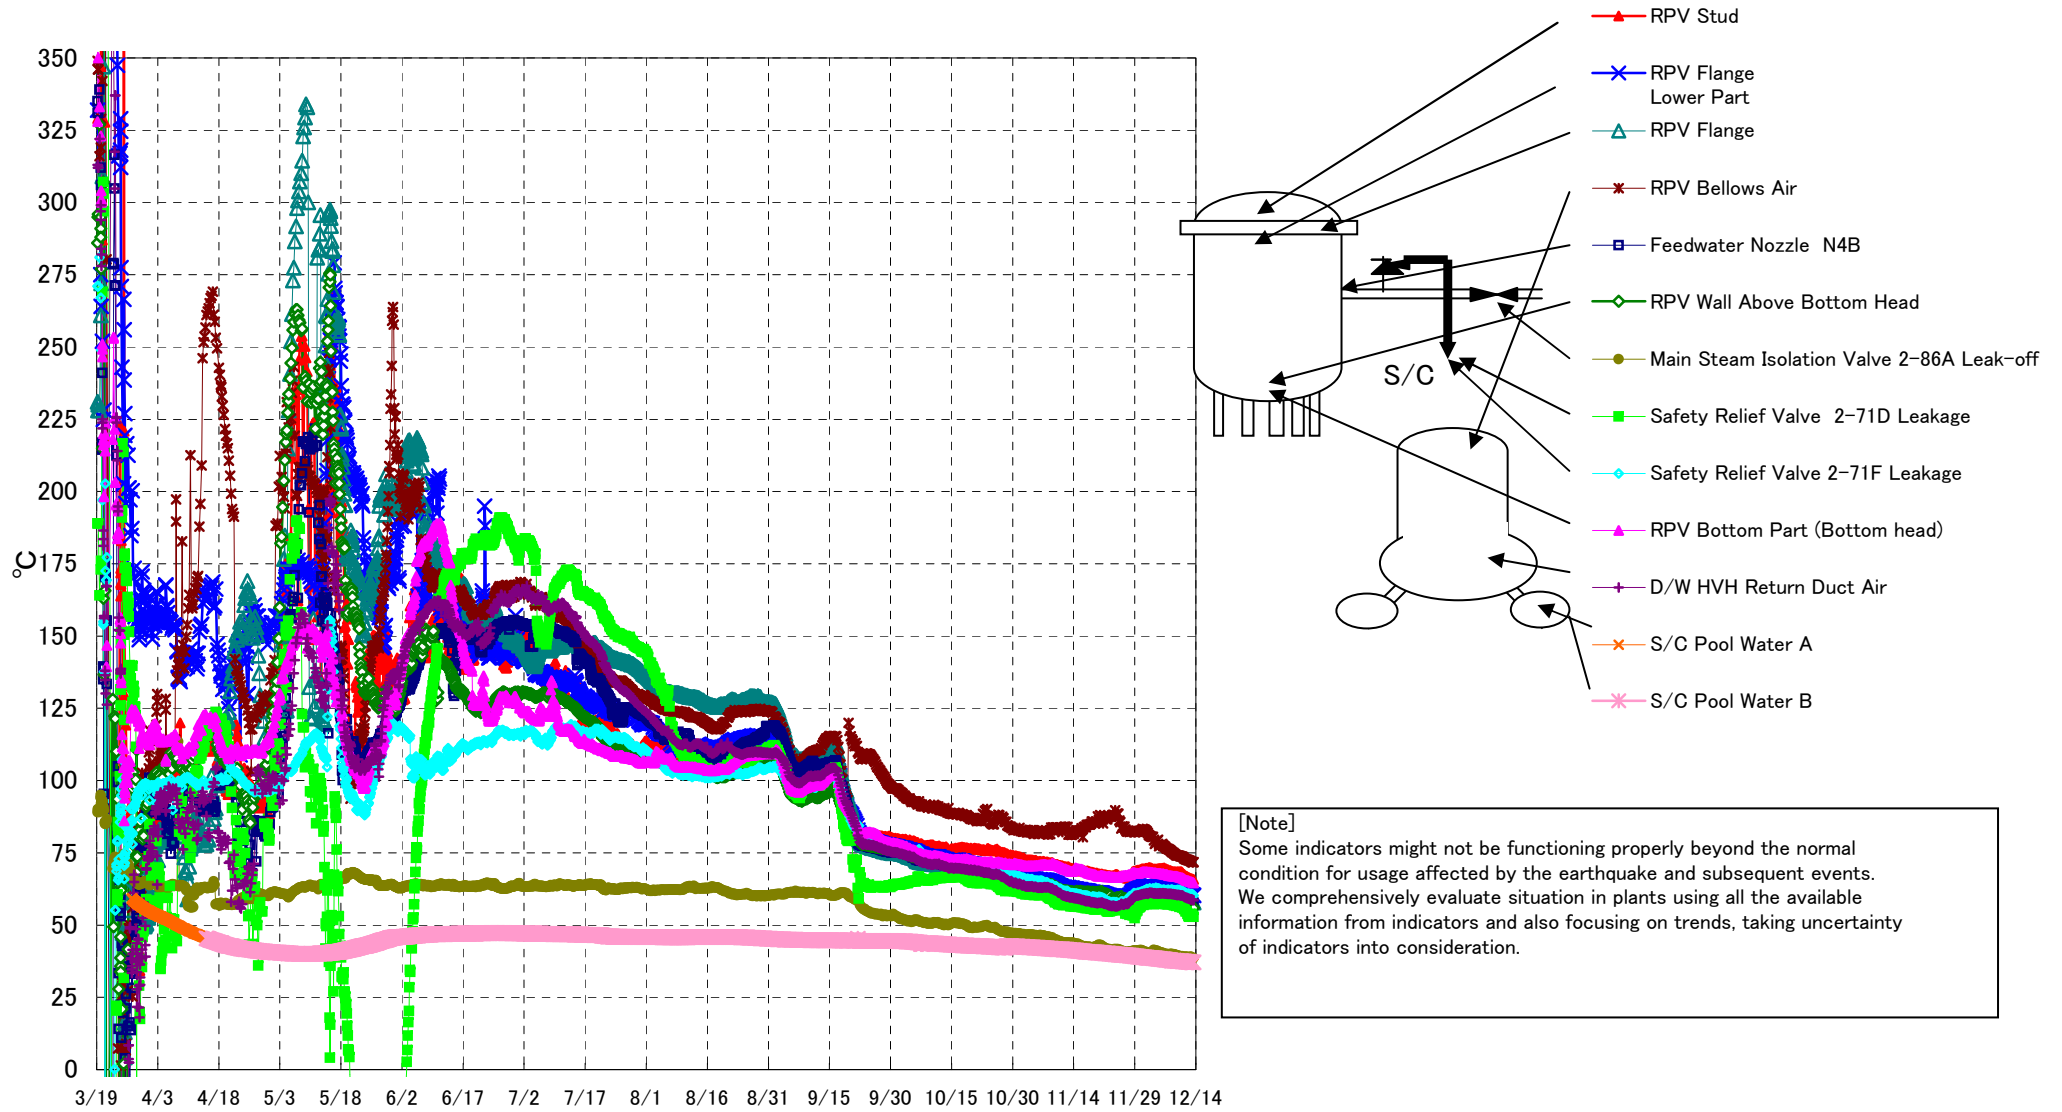 350
325
300
275
250
225
200
175
150
125
100
75
50
25
0
℃
3/19 4/3 4/18 5/3 5/18 6/2 6/17 7/2 7/17 8/1 8/16 8/31 9/15 9/30 10/15 10/30 11/14 11/29 12/14
S/C
RPV Stud
RPV Flange
Lower Part
RPV Flange
RPV Bellows Air
Feedwater Nozzle N4B
RPV Wall Above Bottom Head
Main Steam Isolation Valve 2-86A Leak-off
Safety Relief Valve 2-71D Leakage
Safety Relief Valve 2-71F Leakage
RPV Bottom Part (Bottom head)
D/W HVH Return Duct Air
S/C Pool Water A
S/C Pool Water B
[Note]
Some indicators might not be functioning properly beyond the normal
condition for usage affected by the earthquake and subsequent events.
We comprehensively evaluate situation in plants using all the available
information from indicators and also focusing on trends, taking uncertainty
of indicators into consideration.